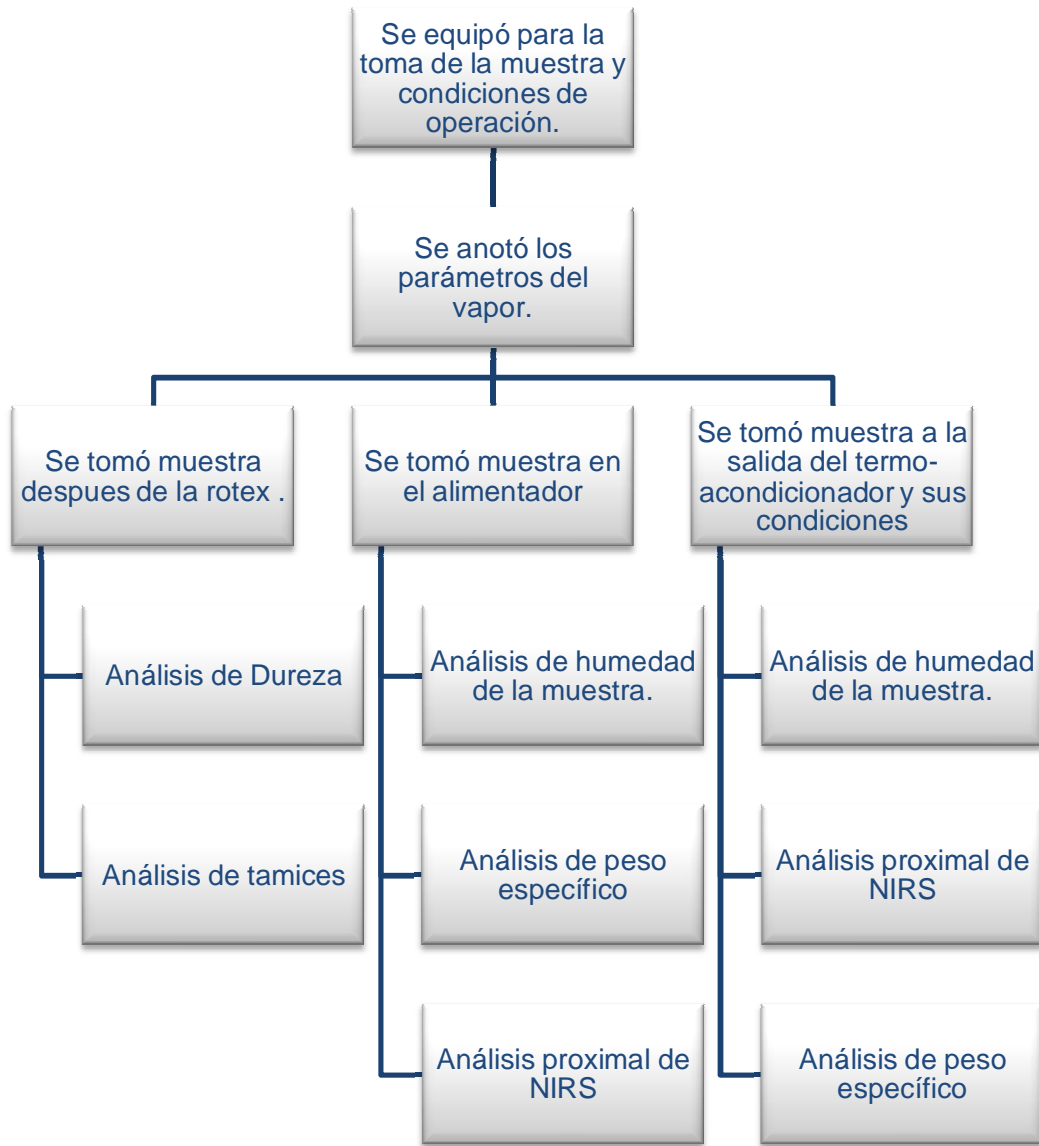 Se equipó para la
toma de la muestra y
condiciones de
operación.
Se anotó los
parámetros del
vapor.
Se tomó muestra
despues de la rotex .
Se tomó muestra en
el alimentador
Se tomó muestra a la
salida del termo-
acondicionador y sus
condiciones
Análisis de Dureza
Análisis de tamices
Análisis de humedad
de la muestra.
Análisis de peso
específico
Análisis proximal de
NIRS
Análisis de humedad
de la muestra.
Análisis proximal de
NIRS
Análisis de peso
específico